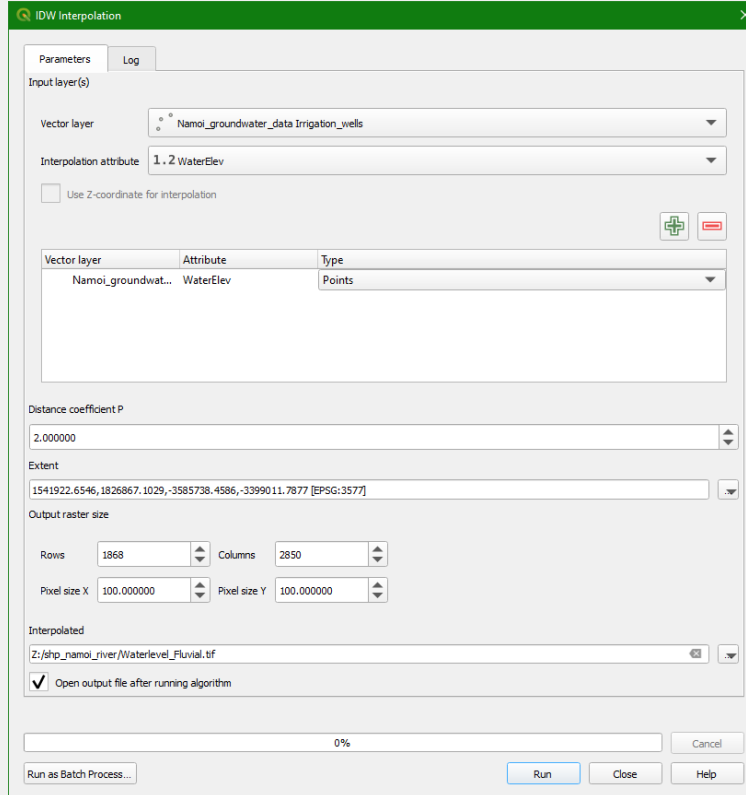 IDW Interpolation
Parameters Log
Input layer(s)
Vector layer Namoi_groundwater_data Irrigation_wells
Interpolation attribute 1.2 WaterElev
Use Z-coordinate for interpolation
Vector layer Attribute Type
Namoi_groundwat... WaterElev Points
Distance coefficient P
2.000000
Extent
1541922.6546,1826867.1029,-3585738.4586,-3399011.7877 [EPSG:3577]
Output raster size
Rows 1868 Columns 2850
Pixel size X 100.000000 Pixel size Y 100.000000
Interpolated
Z:/shp_namoi_river/Waterlevel_Fluvial.tif
Open output file after running algorithm
0% Cancel
Run as Batch Process... Run Close Help